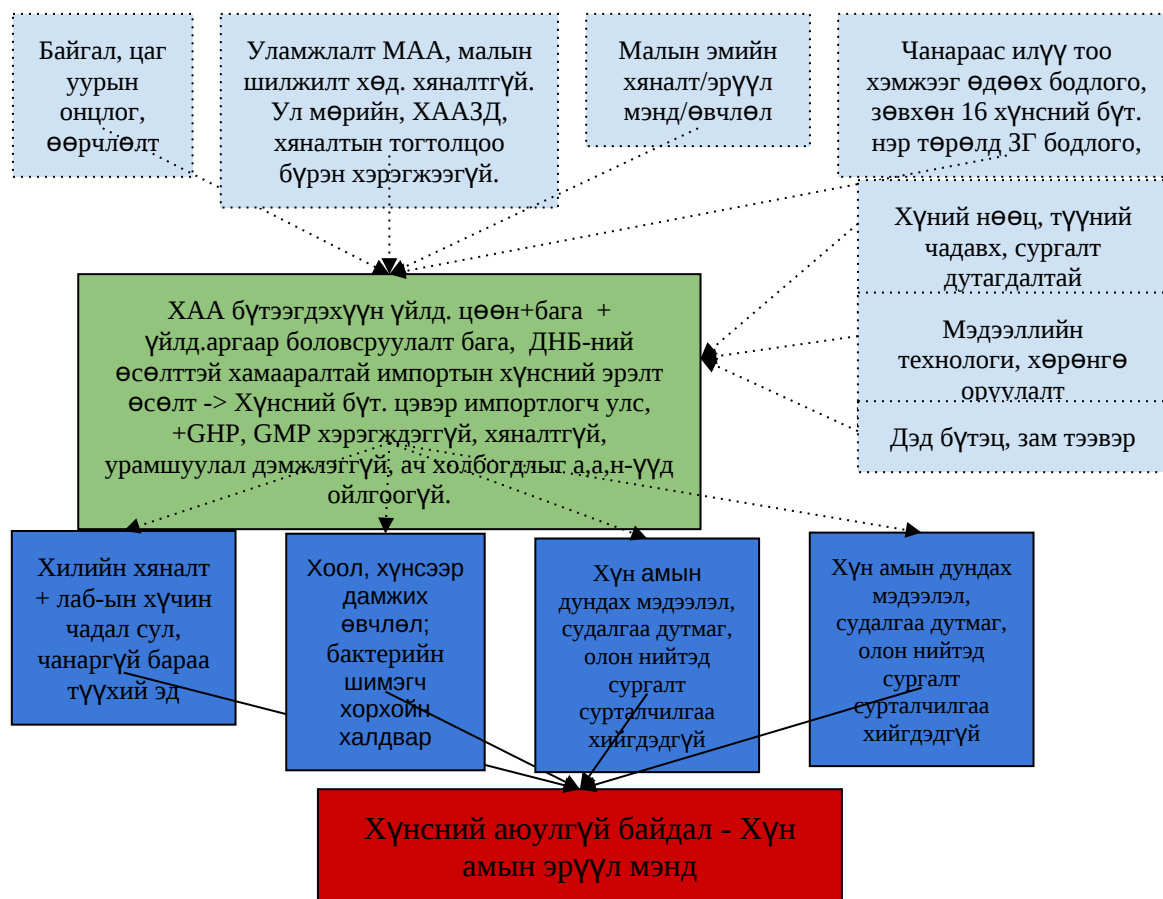 Байгал, цаг
уурын
онцлог,
өөрчлөлт
Уламжлалт МАА, малын
шилжилт хөд. хяналтгүй.
Ул мөрийн, ХААЗД,
хяналтын тогтолцоо
бүрэн хэрэгжээгүй.
Малын эмийн
хяналт/эрүүл
мэнд/өвчлөл
Чанараас илүү тоо
хэмжээг өдөөх бодлого,
зөвхөн 16 хүнсний бүт.
нэр төрөлд ЗГ бодлого,
Хүний нөөц, түүний
чадавх, сургалт
дутагдалтай
Мэдээллийн
технологи, хөрөнгө
оруулалт
Дэд бүтэц, зам тээвэр
ХАА бүтээгдэхүүн үйлд. цөөн+бага +
үйлд.аргаар боловсруулалт бага, ДНБ-ний
өсөлттэй хамааралтай импортын хүнсний эрэлт
өсөлт -> Хүнсний бүт. цэвэр импортлогч улс,
+GHP, GMP хэрэгждэггүй, хяналтгүй,
урамшуулал дэмжлэггүй, ач холбогдлыг а,а,н-үүд
ойлгоогүй.
Хилийн хяналт
+ лаб-ын хүчин
чадал сул,
чанаргүй бараа
түүхий эд
Хоол, хүнсээр
дамжих
өвчлөл;
бактерийн
шимэгч
хорхойн
халдвар
Хүн амын
дундах мэдээлэл,
судалгаа дутмаг,
олон нийтэд
сургалт
сурталчилгаа
хийгдэдгүй
Хүн амын дундах
мэдээлэл,
судалгаа дутмаг,
олон нийтэд
сургалт
сурталчилгаа
хийгдэдгүй
Хүнсний аюулгүй байдал - Хүн
амын эрүүл мэнд